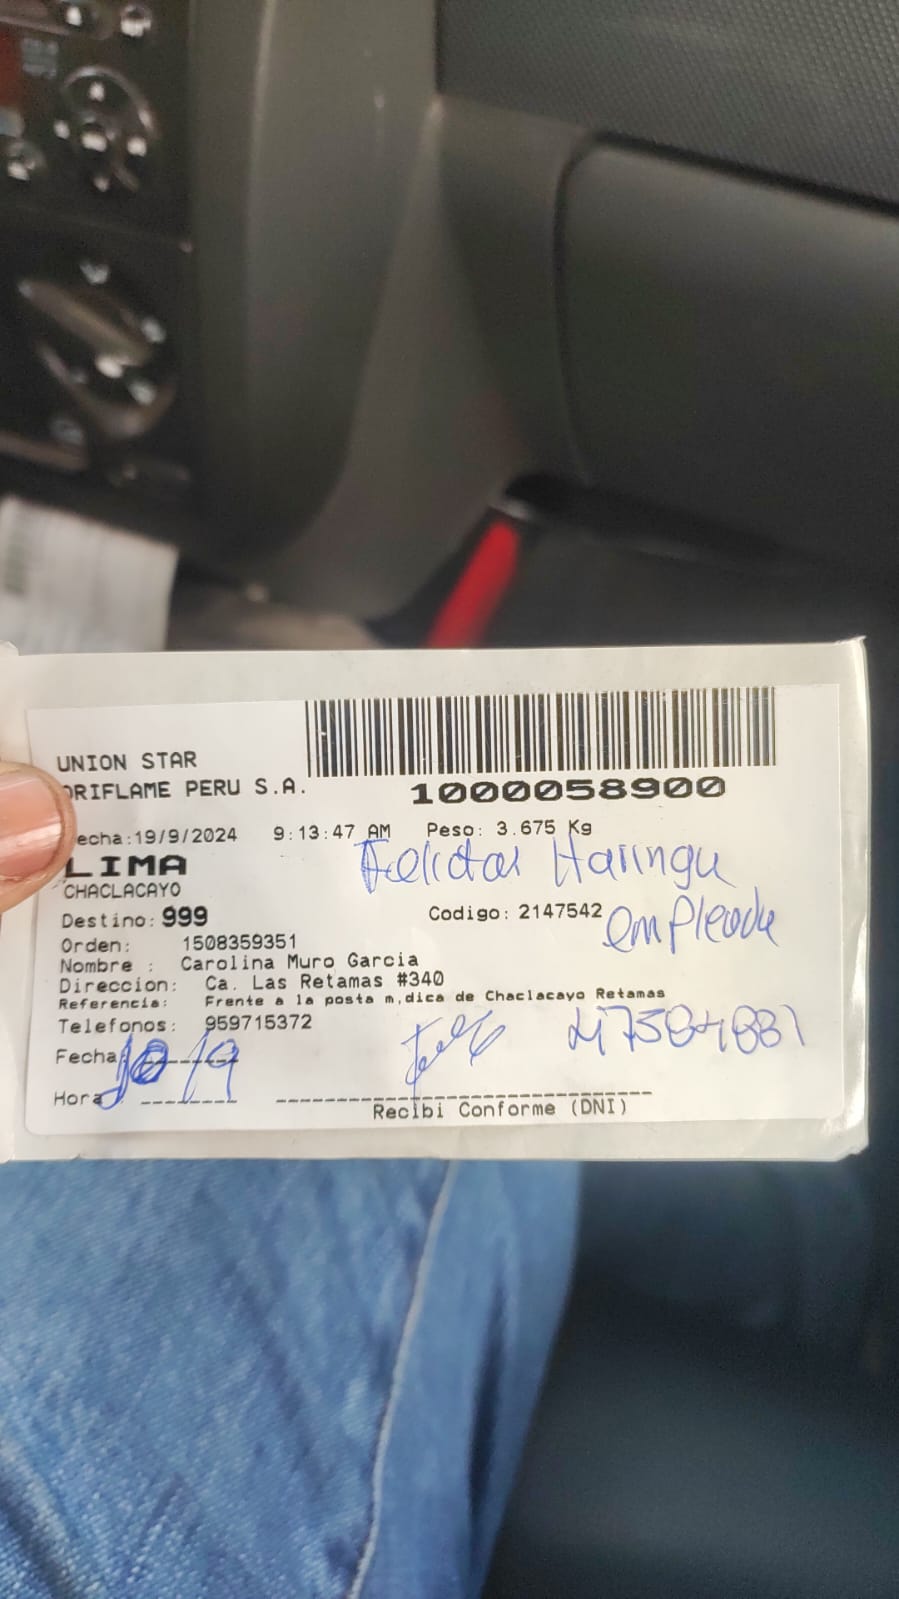 UNION STAR
ORIFLAME PERU S.A.
1000058900
echa:19/9/2024 9:13:47 AM Peso: 3.675 Kg
LIMA
CHACLACAYO
empleada
Destino: 999 Codigo: 2147542
Orden: 1508359351
Nombre : Carolina Muro Garcia
Direccion: Ca. Las Retamas #340
Referencia: Frente a la posta m,dica de Chaclacayo Retamas
Telefonos: 959715372
Fecha
Hora
Recibi Conforme (DNI)